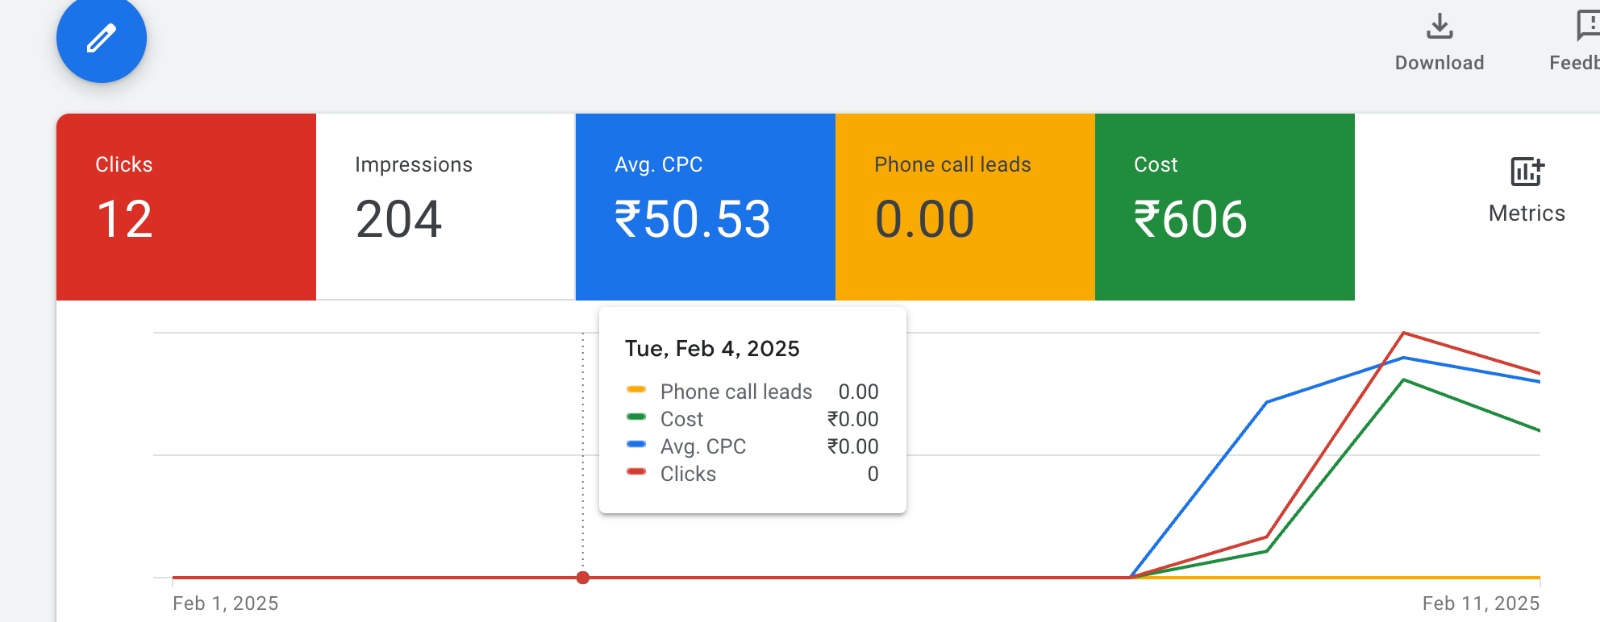 Download
Feedb
Clicks
12
Impressions
204
Avg. CPC
₹50.53
Phone call leads
0.00
Cost
₹606
Metrics
Tue, Feb 4, 2025
Phone call leads 0.00
Cost ₹0.00
Avg. CPC ₹0.00
Clicks 0
Feb 1, 2025
Feb 11, 2025